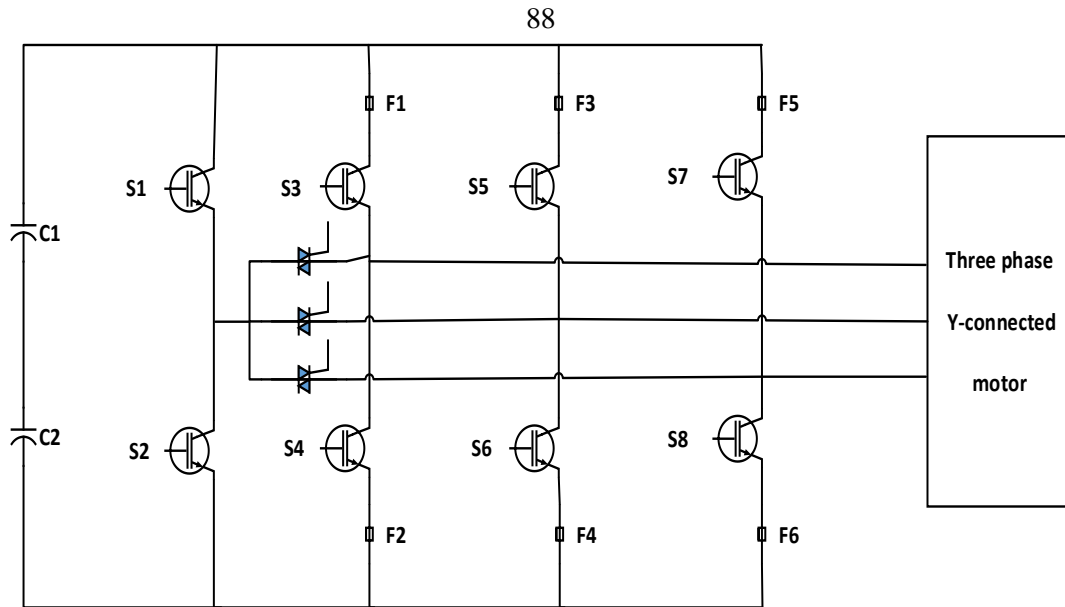 88
F1
F3
F5
S1
S3
S5
S7
C1
Three phase
Y-connected
motor
C2
S2
S4
S6
S8
F2
F4
F6